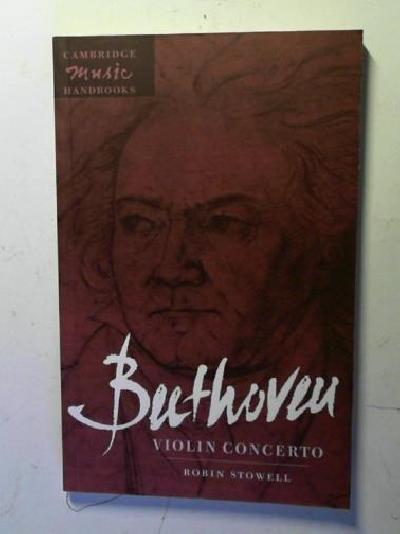 CAMBRIDGE
Music
HANDBOOKS
Beethoven
VIOLIN CONCERTO
ROBIN STOWELL